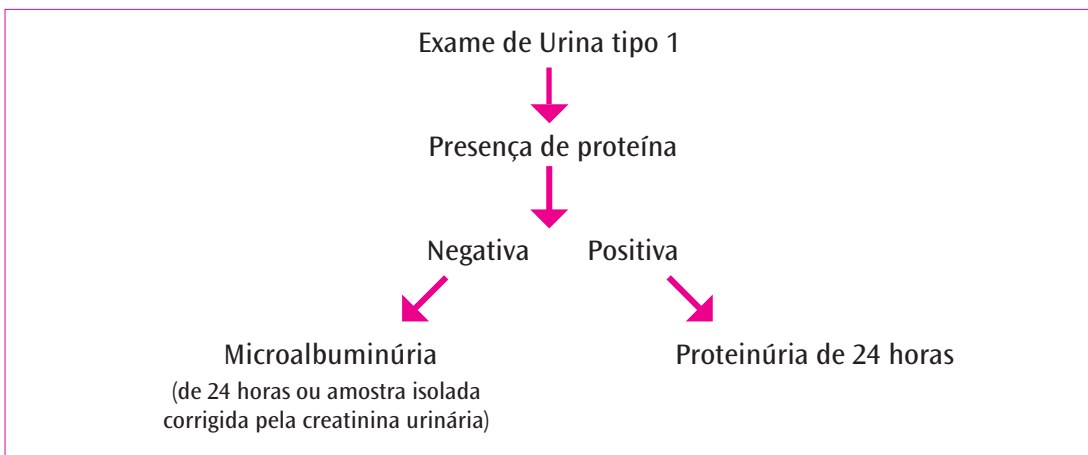 Exame de Urina tipo 1
Presença de proteína
Negativa Positiva
Microalbuminúria
(de 24 horas ou amostra isolada
corrigida pela creatinina urinária)
Proteinúria de 24 horas